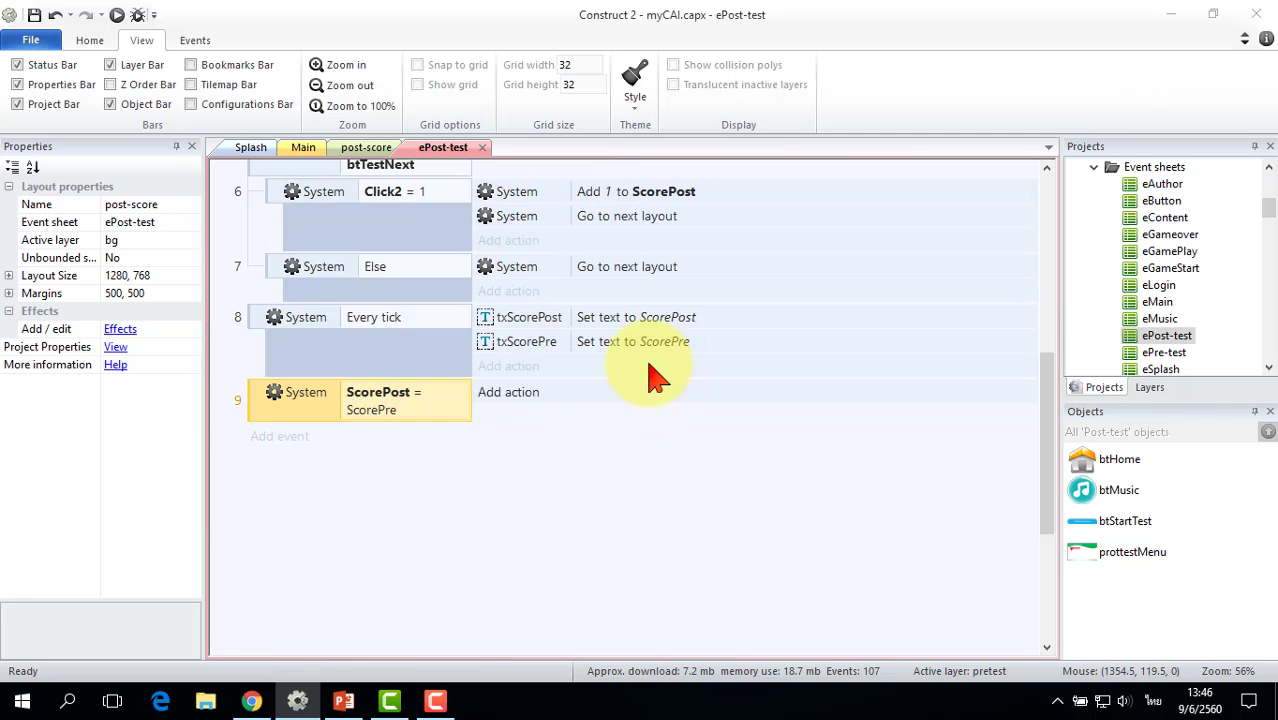 Construct 2 - myCAI.capx - ePost-test
File Home View Events
Status Bar Layer Bar Bookmarks Bar
Properties Bar Z Order Bar Tilemap Bar
Project Bar Object Bar Configurations Bar
Bars
Zoom in
Zoom out
Zoom to 100%
Zoom
Snap to grid
Show grid
Grid options
Grid width 32
Grid height 32
Grid size
Style
Theme
Show collision polys
Translucent inactive layers
Display
Properties
Layout properties
Name post-score
Event sheet ePost-test
Active layer bg
Unbounded s... No
Layout Size 1280, 768
Margins 500, 500
Effects
Add / edit Effects
Project Properties View
More information Help
Splash Main post-score ePost-test
btTestNext
6 System Click2 = 1 System Add 1 to ScorePost
System Go to next layout
Add action
7 System Else System Go to next layout
Add action
8 System Every tick txScorePost Set text to ScorePost
txScorePre Set text to ScorePre
Add action
9 System ScorePost = ScorePre Add action
Add event
Projects
Event sheets
eAuthor
eButton
eContent
eGameover
eGamePlay
eGameStart
eLogin
eMain
eMusic
ePost-test
ePre-test
eSplash
Projects Layers
Objects
All 'Post-test' objects
btHome
btMusic
btStartTest
prottestMenu
Ready Approx. download: 7.2 mb memory use: 18.7 mb Events: 107 Active layer: pretest Mouse: (1354.5, 119.5, 0) Zoom: 56%
ไทย
13:46
9/6/2560